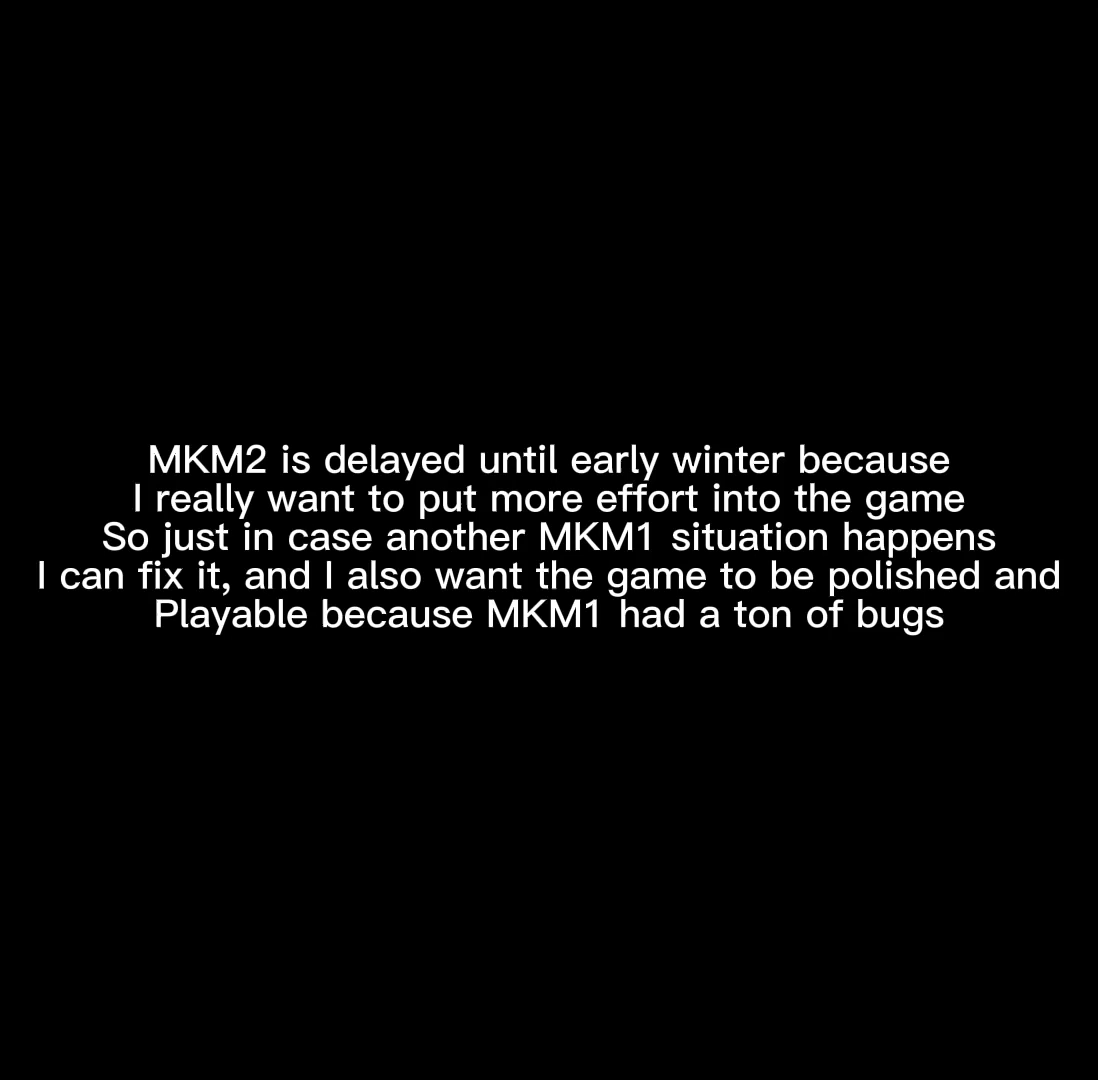 MKM2 is delayed until early winter because
I really want to put more effort into the game
So just in case another MKM1 situation happens
I can fix it, and I also want the game to be polished and
Playable because MKM1 had a ton of bugs